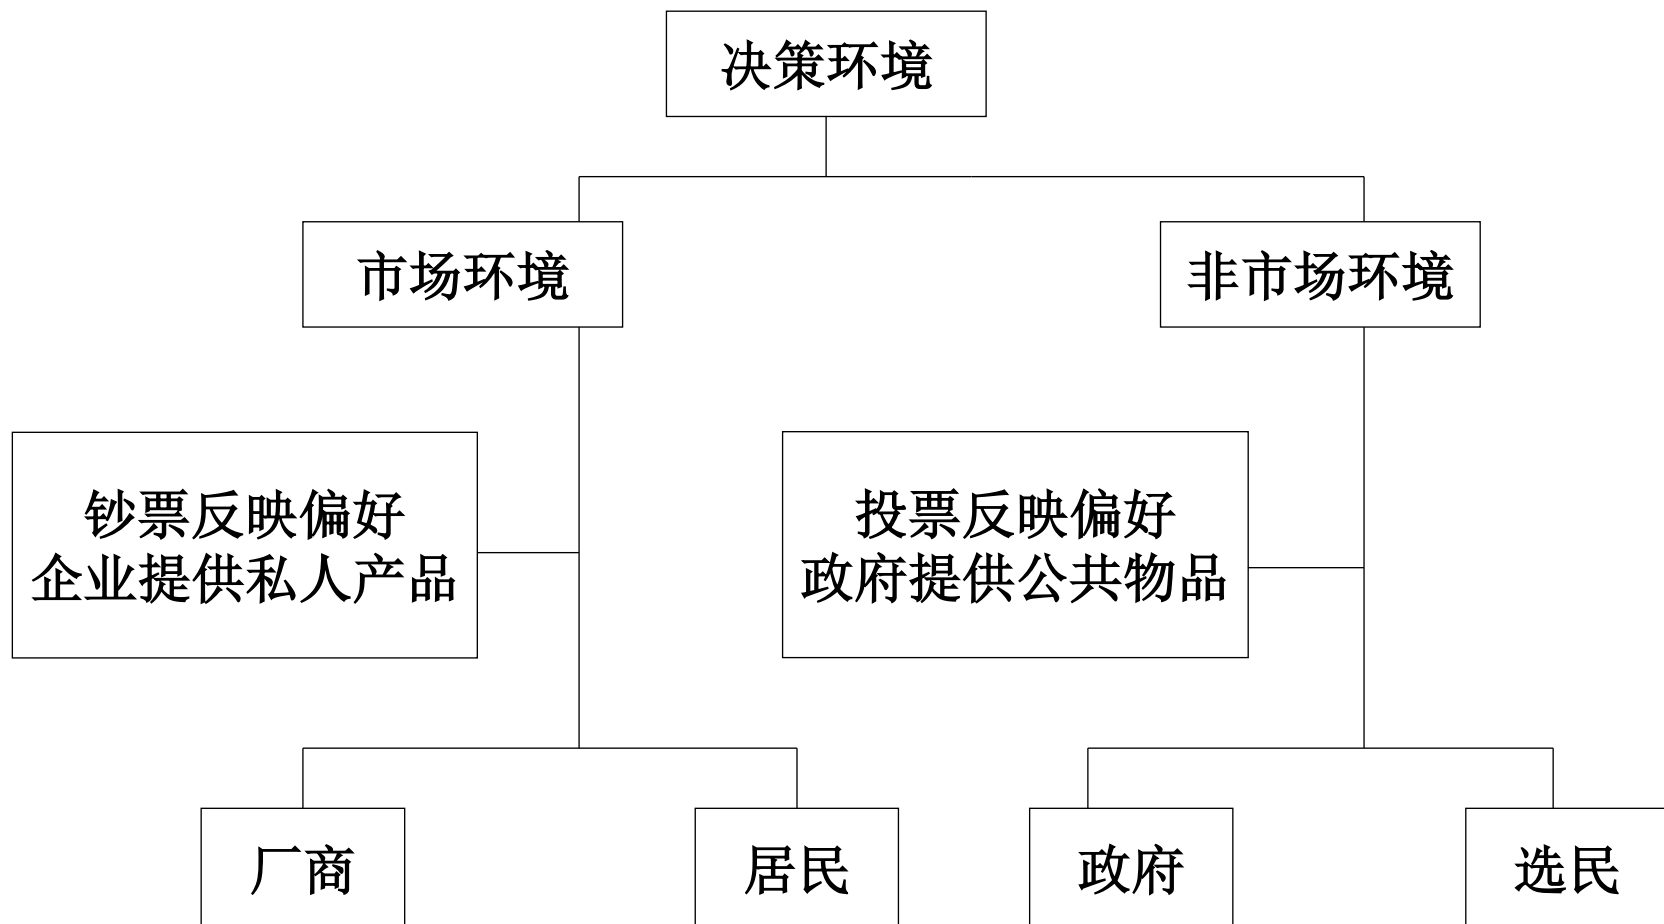 决策环境
市场环境
非市场环境
钞票反映偏好
企业提供私人产品
投票反映偏好
政府提供公共物品
厂商
居民
政府
选民